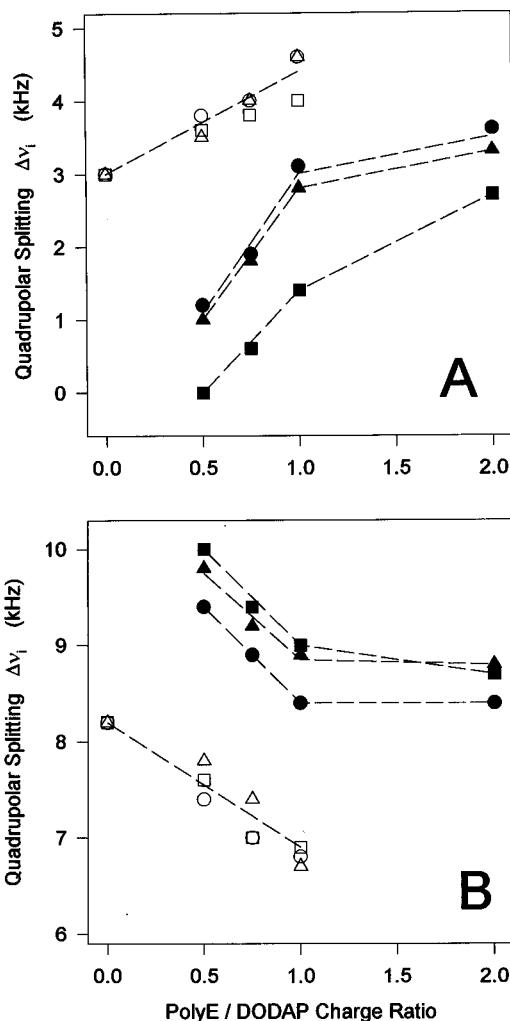 5
4
3
2
1
0
Quadrupolar Splitting Δνi (kHz)
A
0.0 0.5 1.0 1.5 2.0
10
9
8
7
6
Quadrupolar Splitting Δνi (kHz)
B
0.0 0.5 1.0 1.5 2.0
PolyE / DODAP Charge Ratio